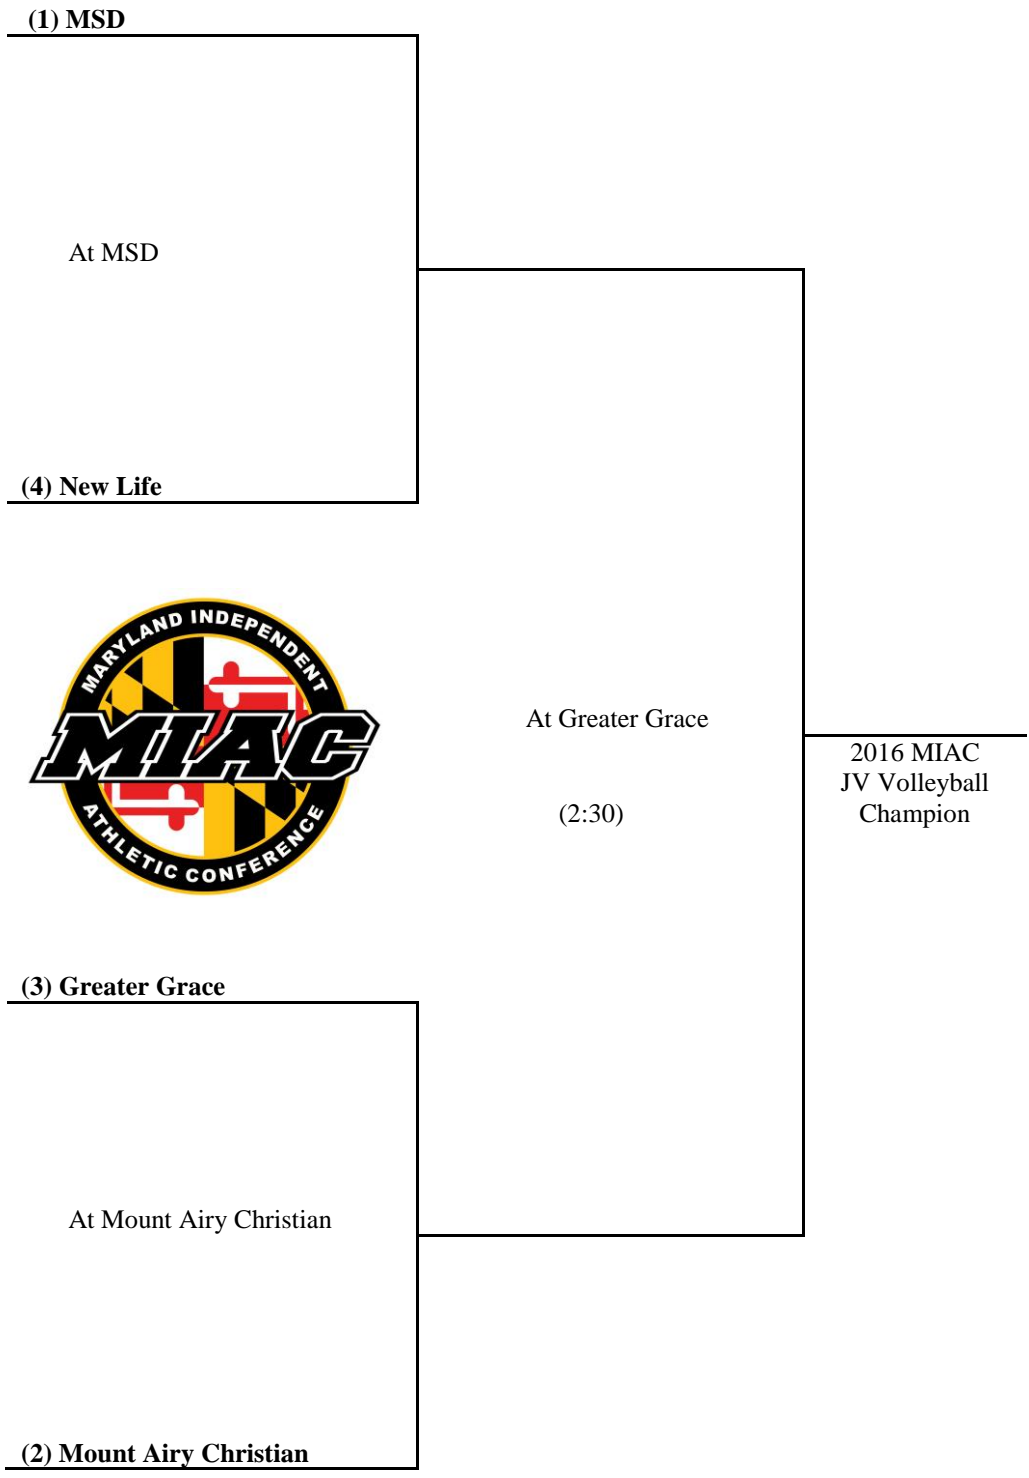 (1) MSD
At MSD
(4) New Life
MARYLAND INDEPENDENT
MIAC
ATHLETIC CONFERENCE
At Greater Grace
(2:30)
2016 MIAC
JV Volleyball
Champion
(3) Greater Grace
At Mount Airy Christian
(2) Mount Airy Christian